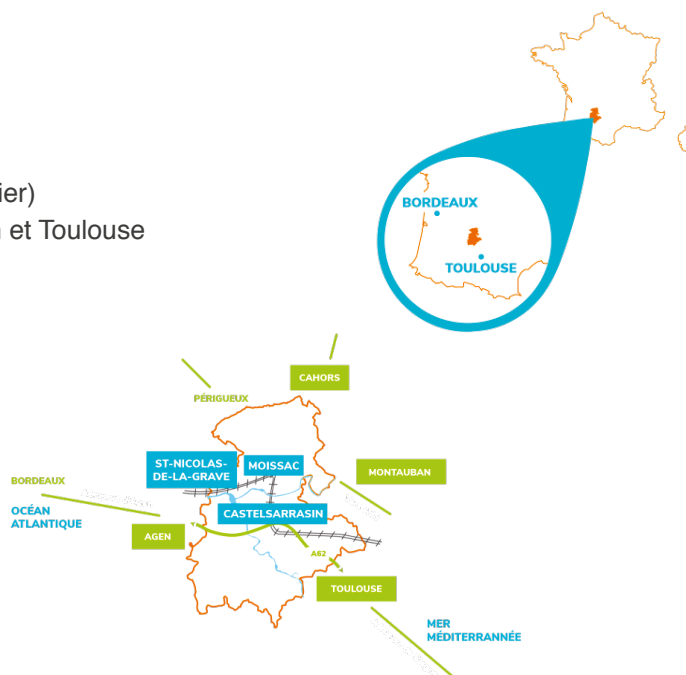 ier)
et Toulouse
BORDEAUX
TOULOUSE
CAHORS
PÉRIGUEUX
ST-NICOLAS-
DE-LA-GRAVE
MOISSAC
MONTAUBAN
BORDEAUX
OCÉAN
ATLANTIQUE
CASTELSARRASIN
AGEN
A62
TOULOUSE
MER
MÉDITERRANNÉE